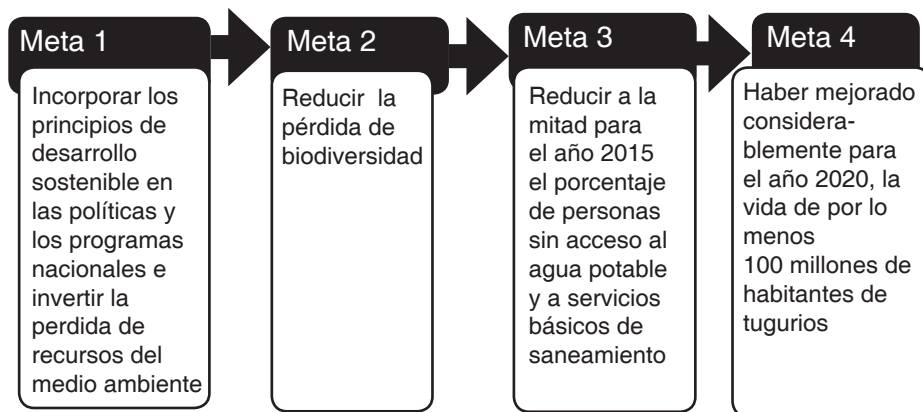 Meta 1
Incorporar los
principios de
desarrollo
sostenible en
las políticas y
los programas
nacionales e
invertir la
perdida de
recursos del
medio ambiente
Meta 2
Reducir la
pérdida de
biodiversidad
Meta 3
Reducir a la
mitad para
el año 2015
el porcentaje
de personas
sin acceso al
agua potable
y a servicios
básicos de
saneamiento
Meta 4
Haber mejorado
considera-
blemente para
el año 2020, la
vida de por lo
menos
100 millones de
habitantes de
tugurios